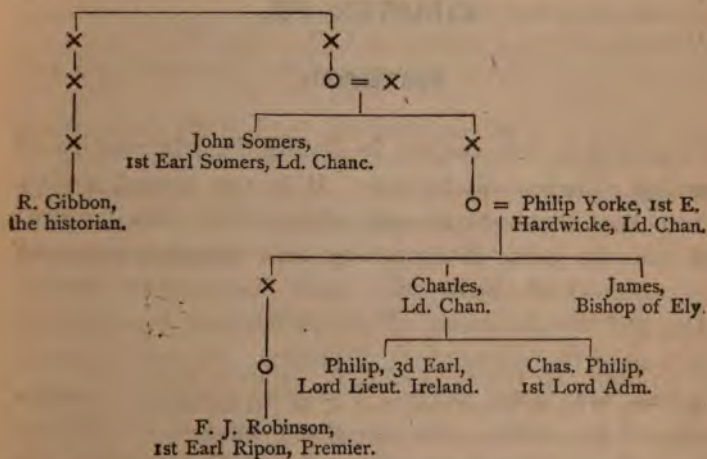 John Somers,
1st Earl Somers, Ld. Chanc.
R. Gibbon,
the historian.
O = X
O = Philip Yorke, 1st E.
Hardwicke, Ld. Chan.
X
Charles,
Ld. Chan.
James,
Bishop of Ely.
O
Philip, 3d Earl,
Lord Lieut. Ireland.
Chas. Philip,
1st Lord Adm.
F. J. Robinson,
1st Earl Ripon, Premier.